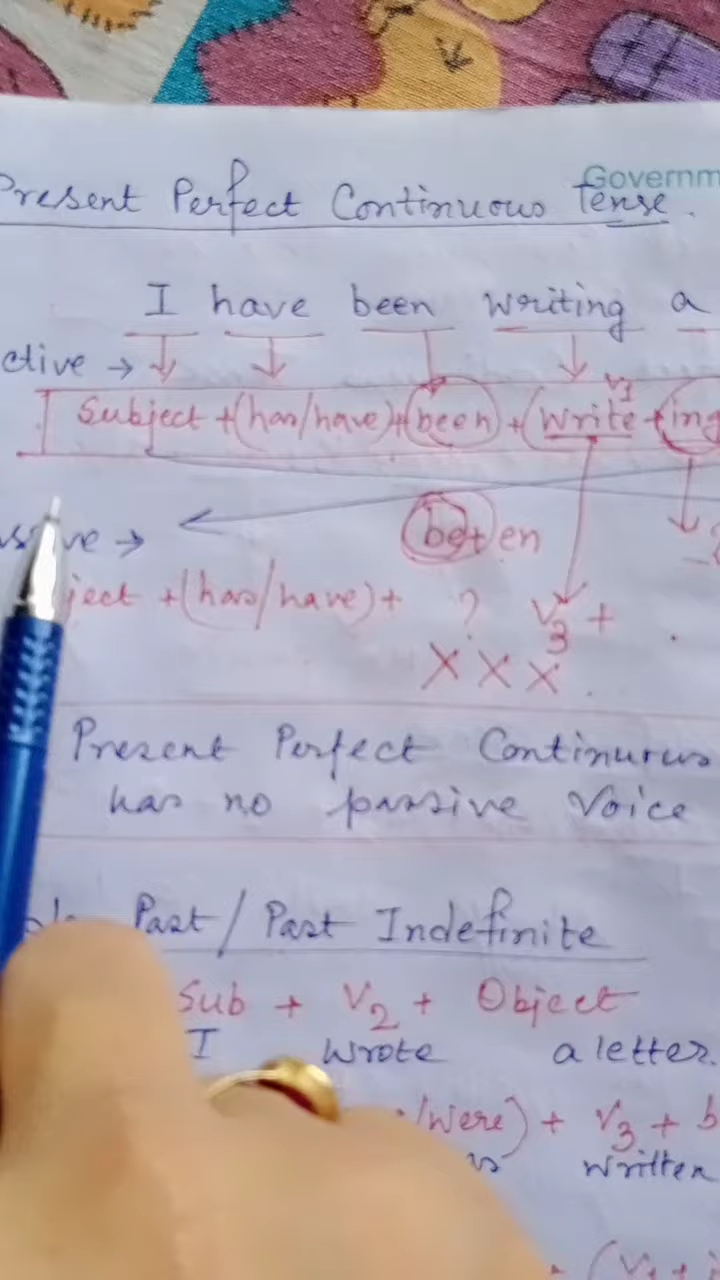 Governm
Present Perfect Continuous Tense.
I have been writing a
ctive →
V1
Subject + (has/have) + been + (write + ing
→ been
ject + (has/have) + ? V3 +
X X X
Present Perfect Continurus
has no passive Voice
Past / Past Indefinite
Sub + V2 + Object
I wrote a letter.
/were) + V3 + b
written